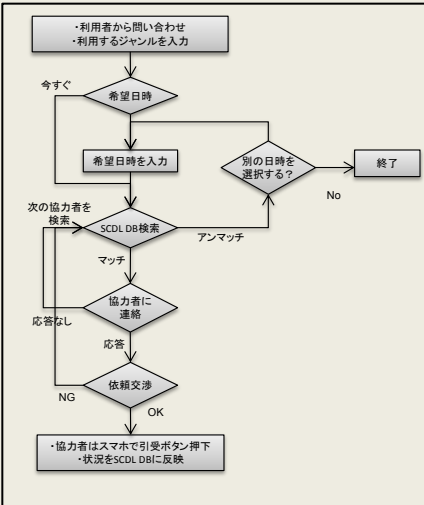 ・利用者から問い合わせ
・利用するジャンルを入力
今すぐ
希望日時
希望日時を入力
別の日時を
選択する？
終了
No
次の協力者を
検索
SCDL DB検索
アンマッチ
マッチ
協力者に
連絡
応答なし
応答
依頼交渉
NG
OK
・協力者はスマホで引受ボタン押下
・状況をSCDL DBに反映